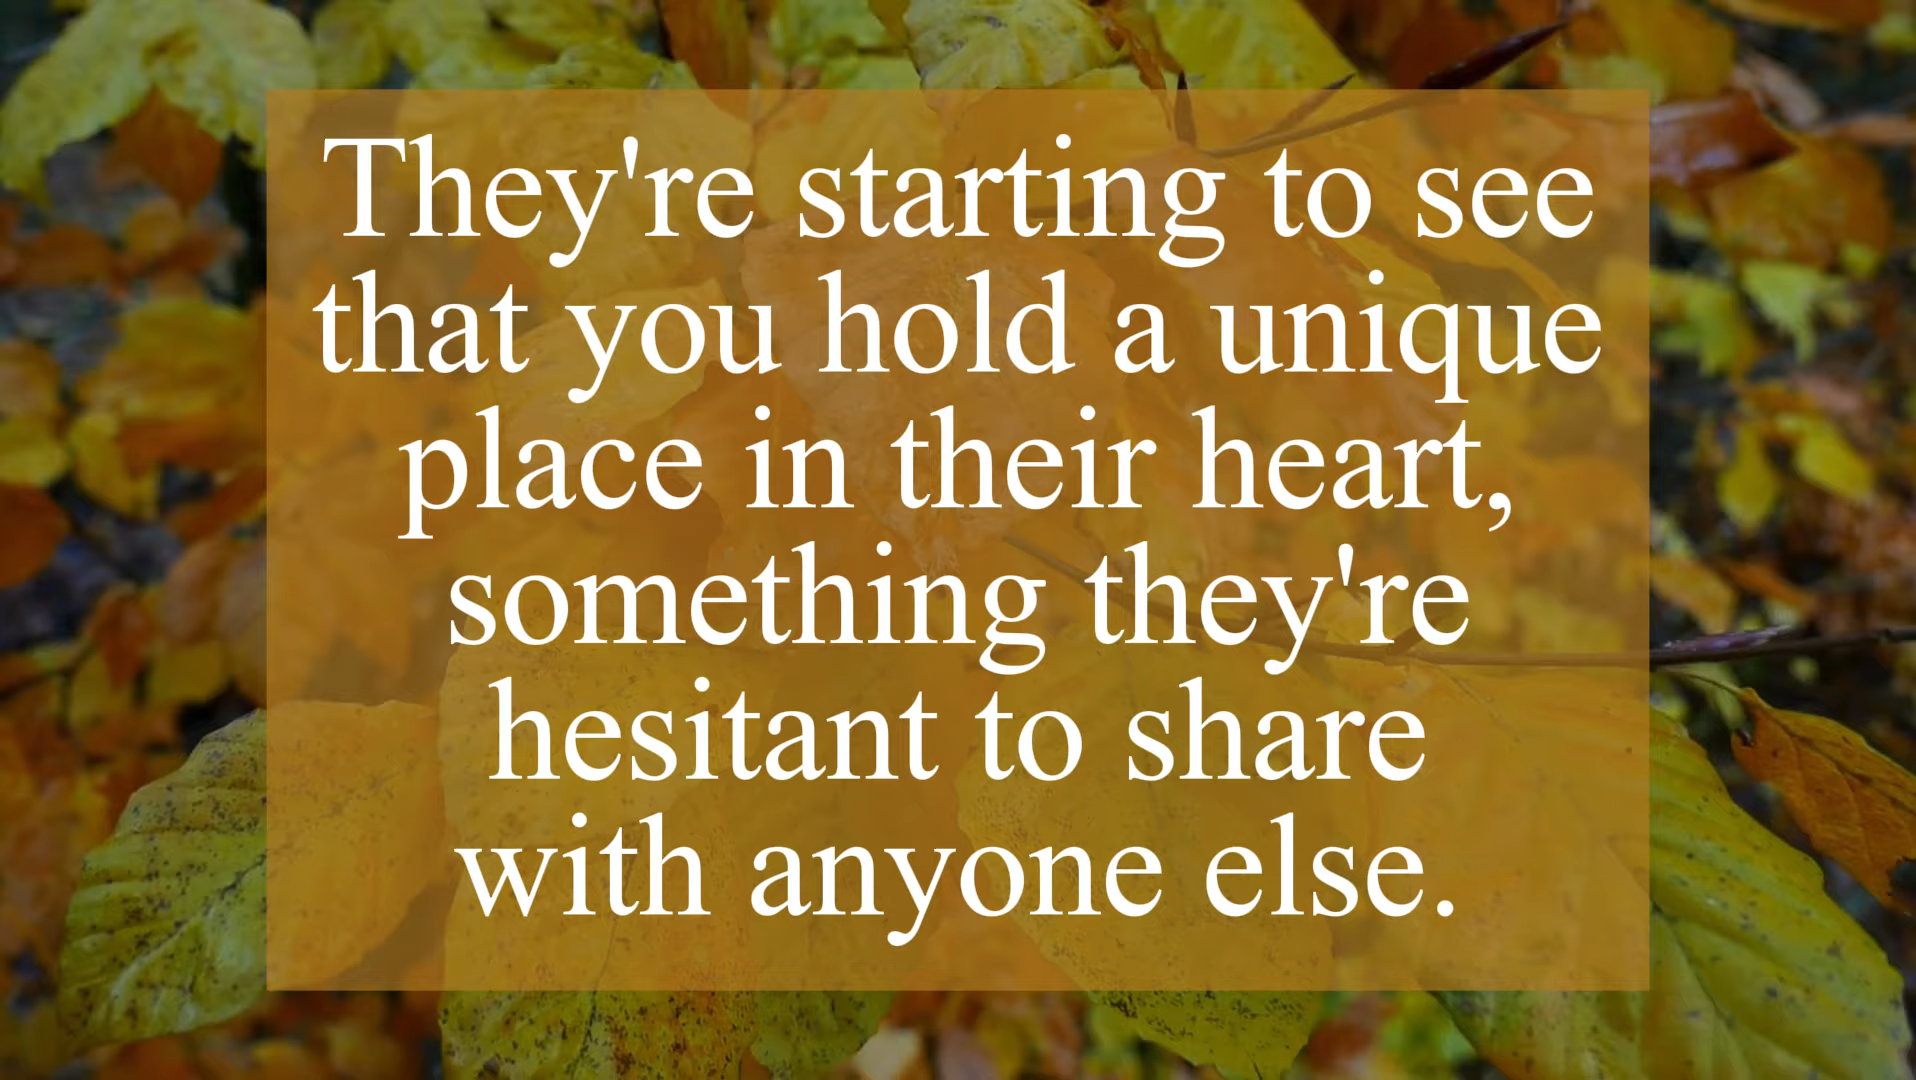 They're starting to see
that you hold a unique
place in their heart,
something they're
hesitant to share
with anyone else.